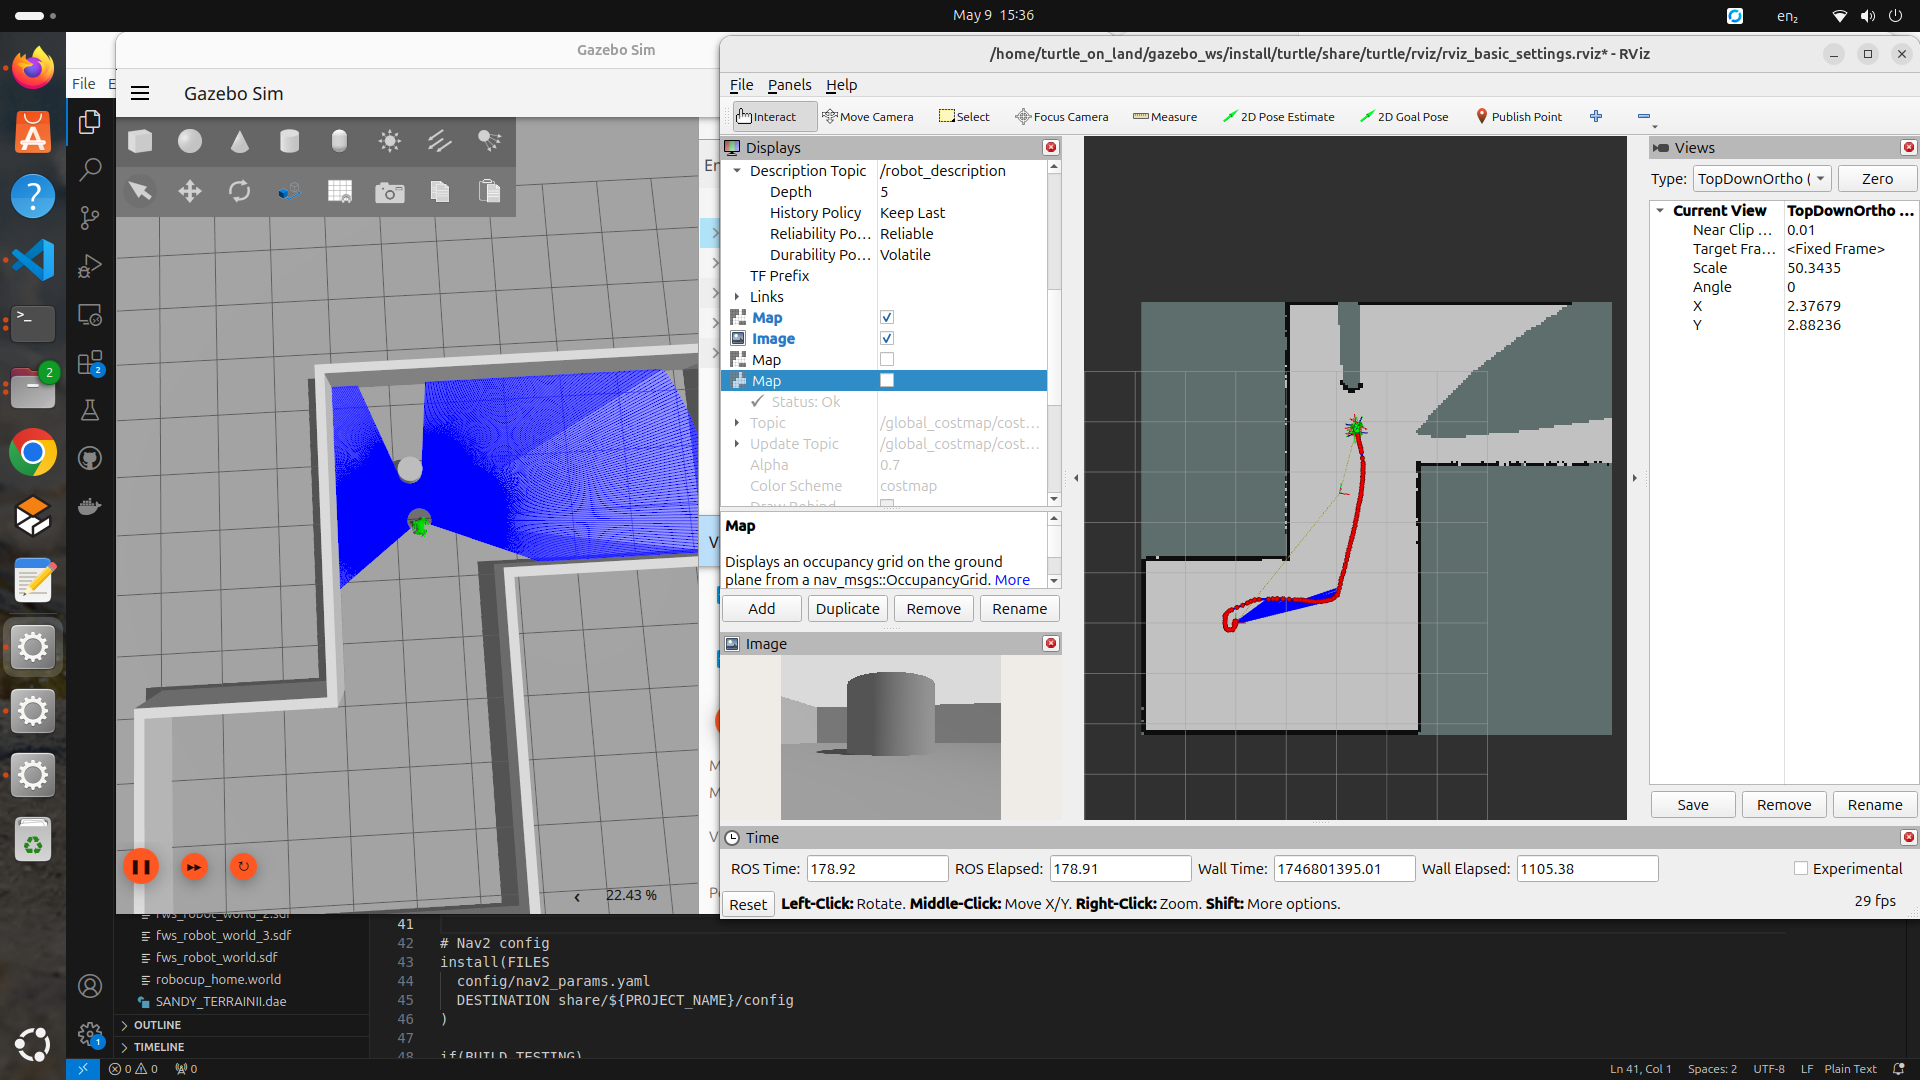 May 9  15:36
en₂
Gazebo Sim
/home/turtle_on_land/gazebo_ws/install/turtle/share/turtle/rviz/rviz_basic_settings.rviz* - RViz
File
Gazebo Sim
File Panels Help
Interact Move Camera Select Focus Camera Measure 2D Pose Estimate 2D Goal Pose Publish Point
Displays
Description Topic /robot_description
Depth 5
History Policy Keep Last
Reliability Po... Reliable
Durability Po... Volatile
TF Prefix
Links
Map
Image
Map
Map
Status: Ok
Topic /global_costmap/cost...
Update Topic /global_costmap/cost...
Alpha 0.7
Color Scheme costmap
Draw Behind
Map
Displays an occupancy grid on the ground
plane from a nav_msgs::OccupancyGrid. More
Add Duplicate Remove Rename
Image
Views
Type: TopDownOrtho ( Zero
Current View TopDownOrtho ...
Near Clip ... 0.01
Target Fra... <Fixed Frame>
Scale 50.3435
Angle 0
X 2.37679
Y 2.88236
Save Remove Rename
Time
ROS Time: 178.92 ROS Elapsed: 178.91 Wall Time: 1746801395.01 Wall Elapsed: 1105.38 Experimental
Reset Left-Click: Rotate. Middle-Click: Move X/Y. Right-Click: Zoom. Shift: More options.
29 fps
22.43 %
2
2
1
fws_robot_world_2.sdf
fws_robot_world_3.sdf
fws_robot_world.sdf
robocup_home.world
SANDY_TERRAINII.dae
OUTLINE
TIMELINE
41
42 # Nav2 config
43 install(FILES
44 config/nav2_params.yaml
45 DESTINATION share/${PROJECT_NAME}/config
46 )
47
48 if(BUILD_TESTING)
0 0 0
Ln 41, Col 1 Spaces: 2 UTF-8 LF Plain Text